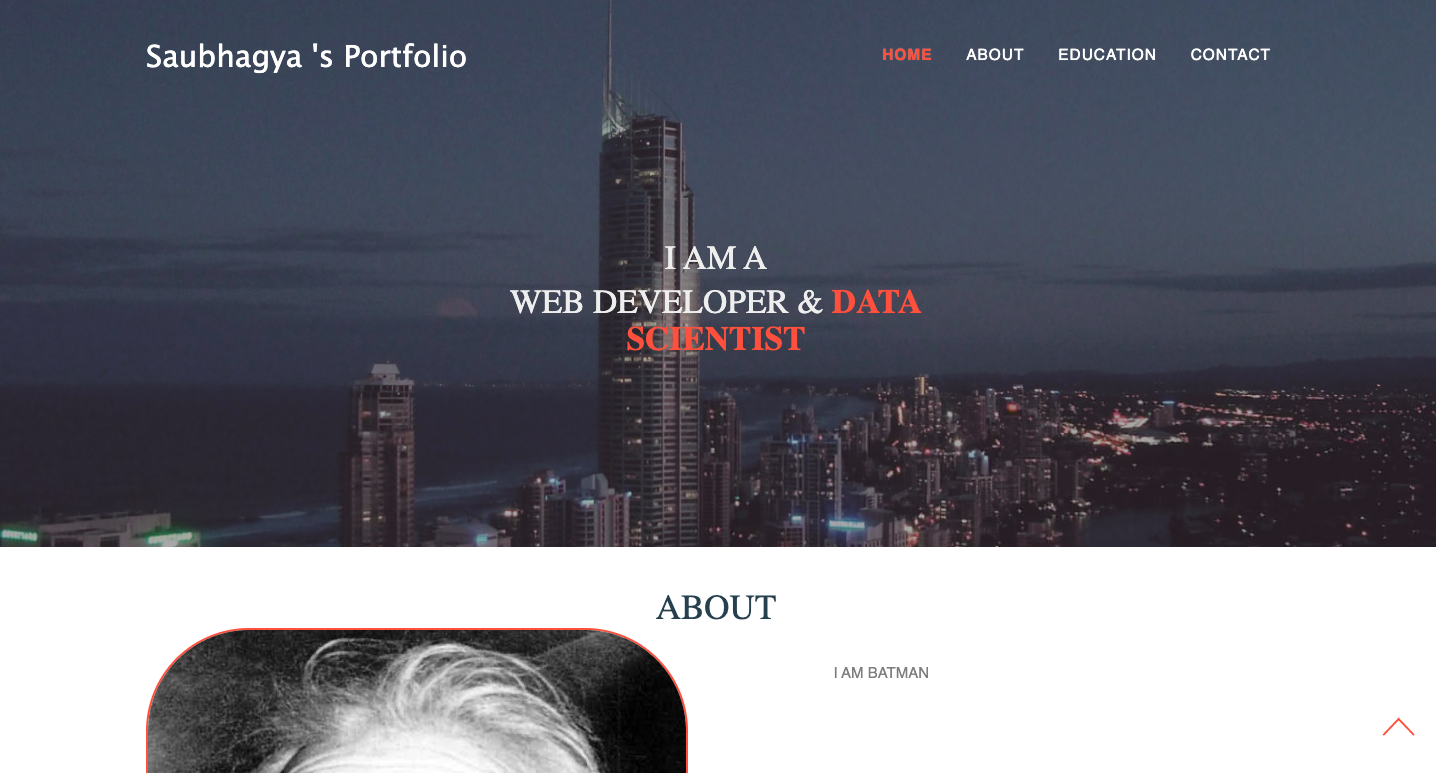 Saubhagya 's Portfolio
HOME ABOUT EDUCATION CONTACT
I AM A
WEB DEVELOPER & DATA
SCIENTIST
ABOUT
I AM BATMAN